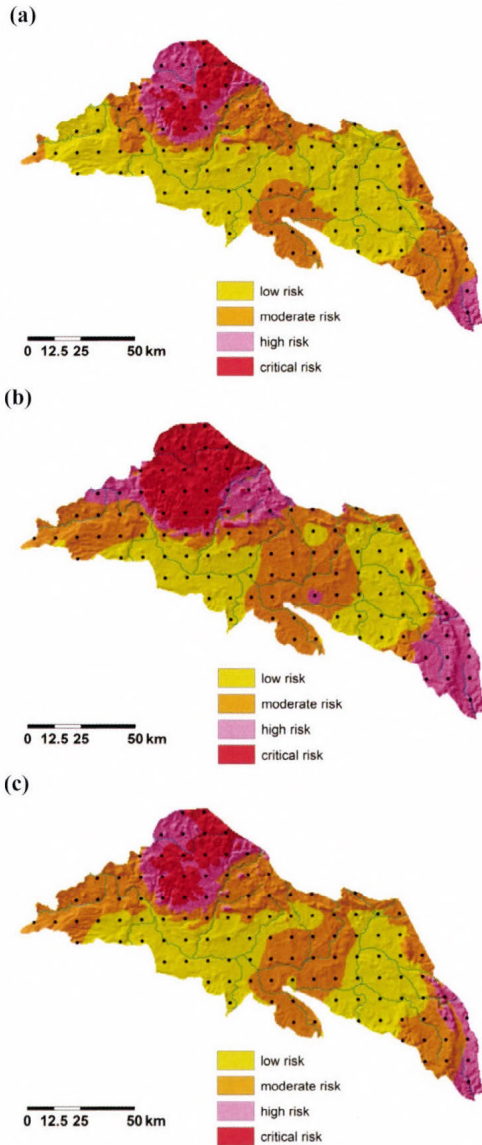 (a)
low risk
moderate risk
high risk
critical risk
0 12.5 25 50 km
(b)
low risk
moderate risk
high risk
critical risk
0 12.5 25 50 km
(c)
low risk
moderate risk
high risk
critical risk
0 12.5 25 50 km